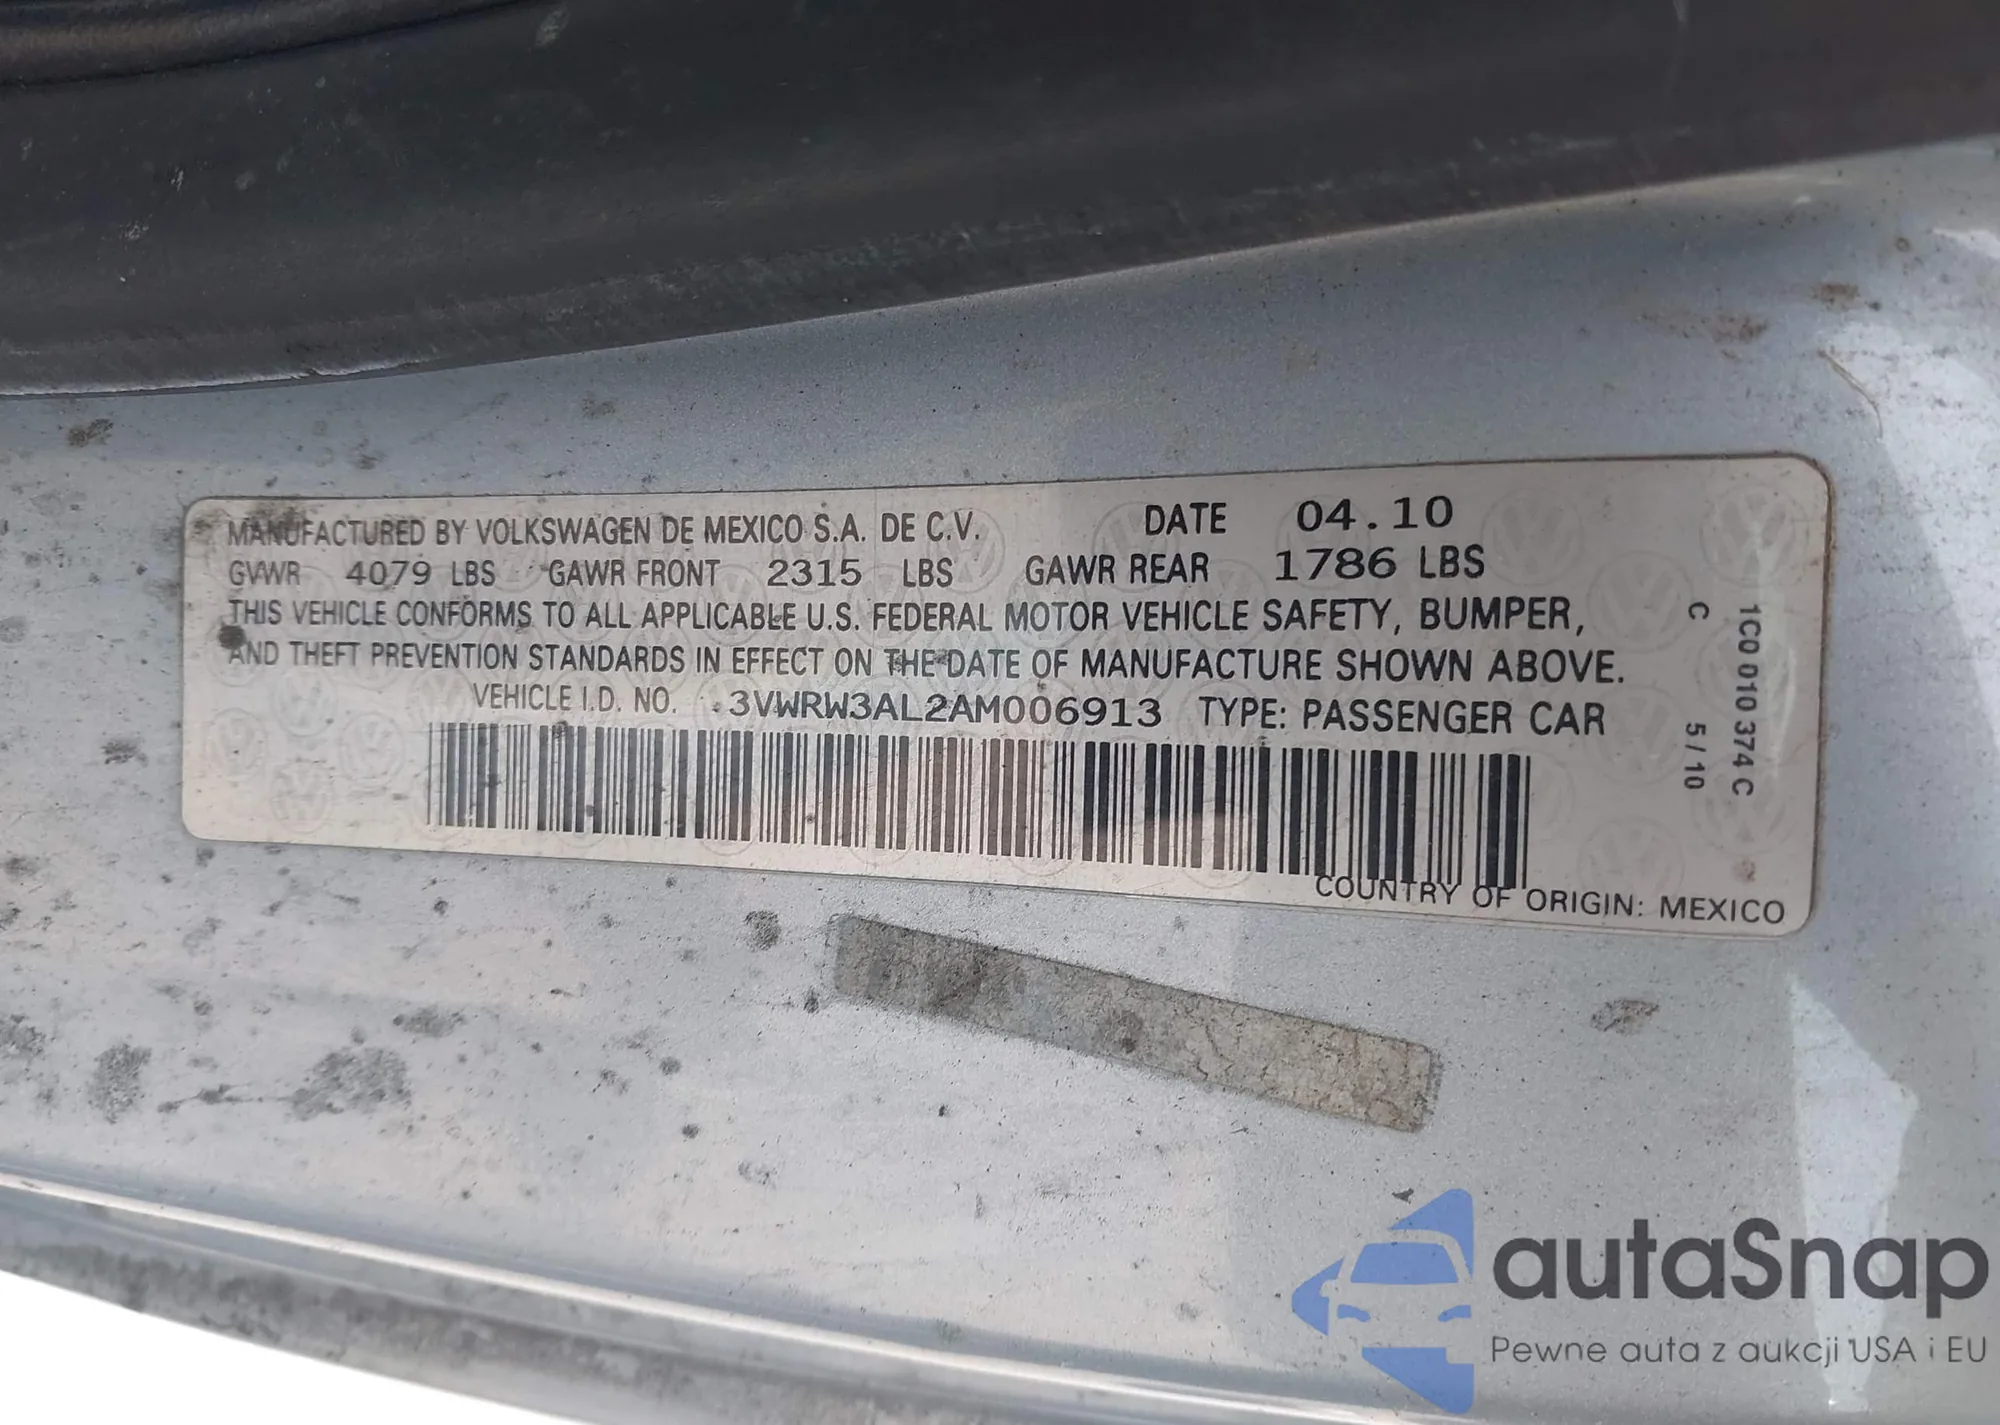 MANUFACTURED BY VOLKSWAGEN DE MEXICO S.A. DE C.V. DATE 04.10
GVWR 4079 LBS GAWR FRONT 2315 LBS GAWR REAR 1786 LBS
THIS VEHICLE CONFORMS TO ALL APPLICABLE U.S. FEDERAL MOTOR VEHICLE SAFETY, BUMPER,
AND THEFT PREVENTION STANDARDS IN EFFECT ON THE DATE OF MANUFACTURE SHOWN ABOVE.
VEHICLE I.D. NO. 3VWRW3AL2AM006913 TYPE: PASSENGER CAR
COUNTRY OF ORIGIN: MEXICO
1C0 010 374 C
C 5/10
2
autaSnap
Pewne auta z aukcji USA i EU